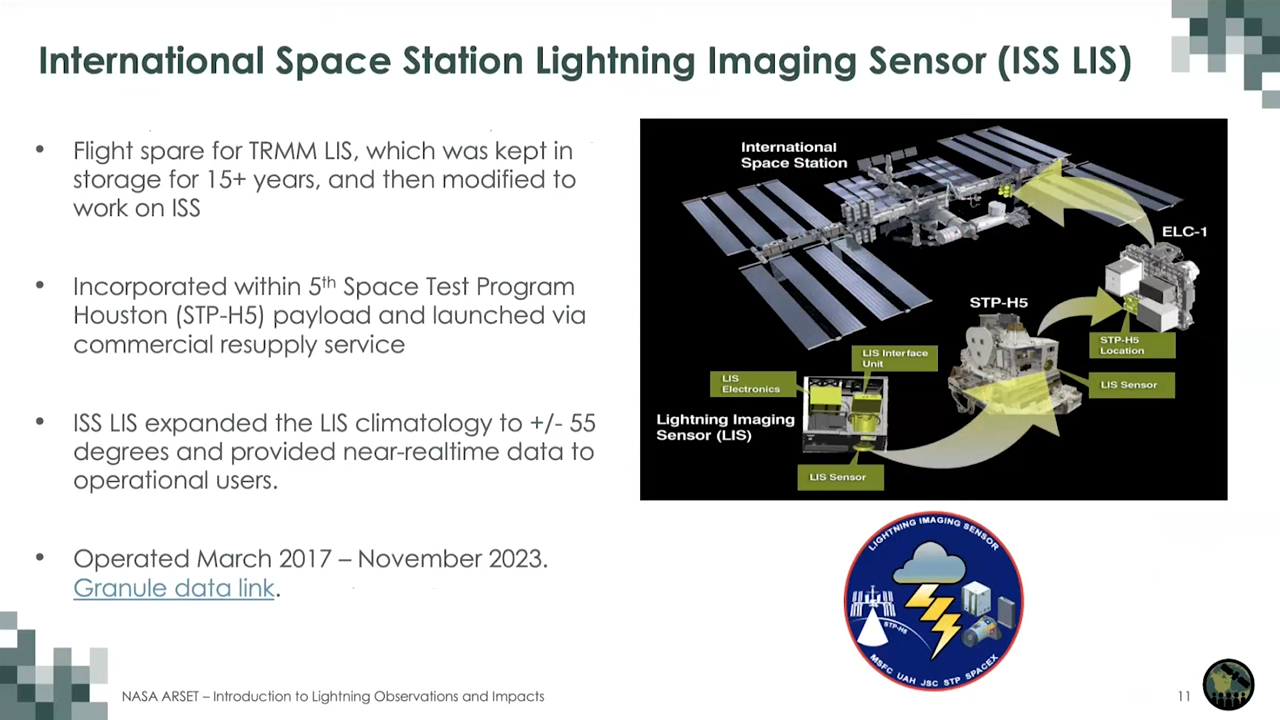 International Space Station Lightning Imaging Sensor (ISS LIS)
• Flight spare for TRMM LIS, which was kept in
storage for 15+ years, and then modified to
work on ISS
• Incorporated within 5th Space Test Program
Houston (STP-H5) payload and launched via
commercial resupply service
• ISS LIS expanded the LIS climatology to +/- 55
degrees and provided near-realtime data to
operational users.
• Operated March 2017 – November 2023.
Granule data link.
International
Space Station
ELC-1
STP-H5
STP-H5
Location
LIS Interface
Unit
LIS
Electronics
LIS Sensor
Lightning Imaging
Sensor (LIS)
LIS Sensor
LIGHTNING IMAGING SENSOR
STP-H5
MSFC UAH JSC STP SPACEX
NASA ARSET – Introduction to Lightning Observations and Impacts
11